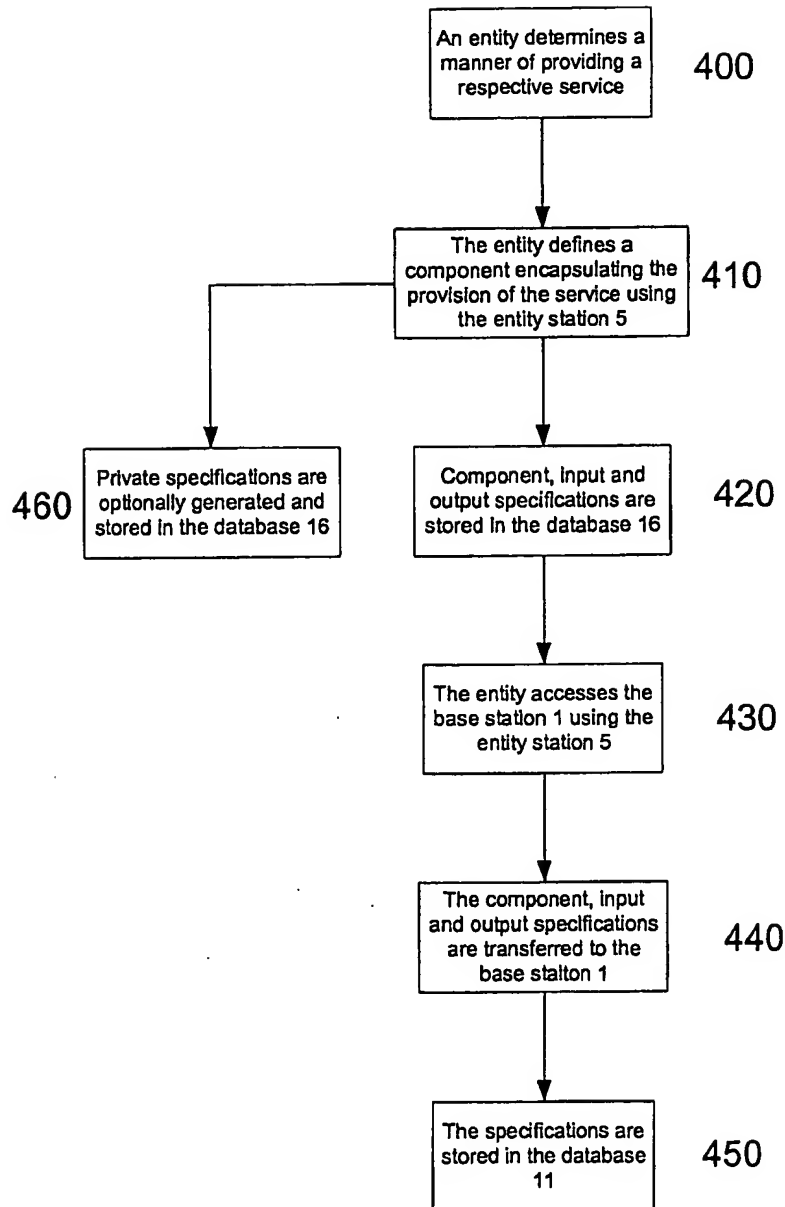 An entity determines a
manner of providing a
respective service
400
The entity defines a
component encapsulating the
provision of the service using
the entity station 5
410
460
Private specifications are
optionally generated and
stored in the database 16
Component, input and
output specifications are
stored in the database 16
420
The entity accesses the
base station 1 using the
entity station 5
430
The component, input
and output specifications
are transferred to the
base stalton 1
440
The specifications are
stored in the database
11
450